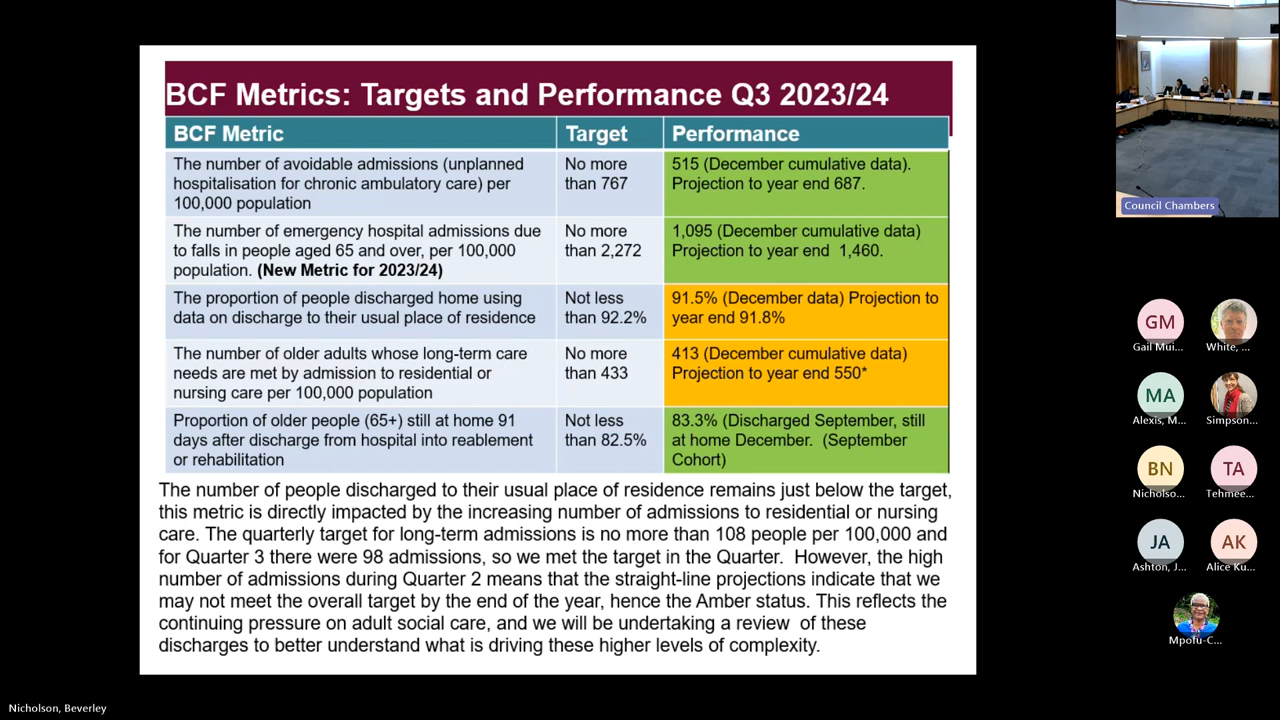 BCF Metrics: Targets and Performance Q3 2023/24
BCF Metric
Target
Performance
The number of avoidable admissions (unplanned
hospitalisation for chronic ambulatory care) per
100,000 population
No more
than 767
515 (December cumulative data).
Projection to year end 687.
The number of emergency hospital admissions due
to falls in people aged 65 and over, per 100,000
population. (New Metric for 2023/24)
No more
than 2,272
1,095 (December cumulative data)
Projection to year end 1,460.
The proportion of people discharged home using
data on discharge to their usual place of residence
Not less
than 92.2%
91.5% (December data) Projection to
year end 91.8%
The number of older adults whose long-term care
needs are met by admission to residential or
nursing care per 100,000 population
No more
than 433
413 (December cumulative data)
Projection to year end 550*
Proportion of older people (65+) still at home 91
days after discharge from hospital into reablement
or rehabilitation
Not less
than 82.5%
83.3% (Discharged September, still
at home December. (September
Cohort)
The number of people discharged to their usual place of residence remains just below the target,
this metric is directly impacted by the increasing number of admissions to residential or nursing
care. The quarterly target for long-term admissions is no more than 108 people per 100,000 and
for Quarter 3 there were 98 admissions, so we met the target in the Quarter. However, the high
number of admissions during Quarter 2 means that the straight-line projections indicate that we
may not meet the overall target by the end of the year, hence the Amber status. This reflects the
continuing pressure on adult social care, and we will be undertaking a review of these
discharges to better understand what is driving these higher levels of complexity.
Council Chambers
GM
Gail Mui...
White, ...
MA
Alexis, M...
Simpson...
BN
Nicholso...
TA
Tehmee...
JA
Ashton, J...
AK
Alice Ku...
Mpofu-C...
Nicholson, Beverley